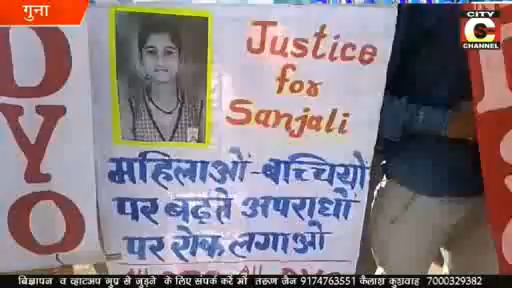 गुना
CITY
C
CHANNEL
DYO
Justice
for
Sanjali
महिलाओं-बच्चियों
पर बढ़ते अपराधों
पर रोक लगाओ
विज्ञापन व व्हाटअप ग्रुप से जुड़ने के लिए संपर्क करें मो तरूण जैन 9174763551 कैलाश कुशवाह 7000329382